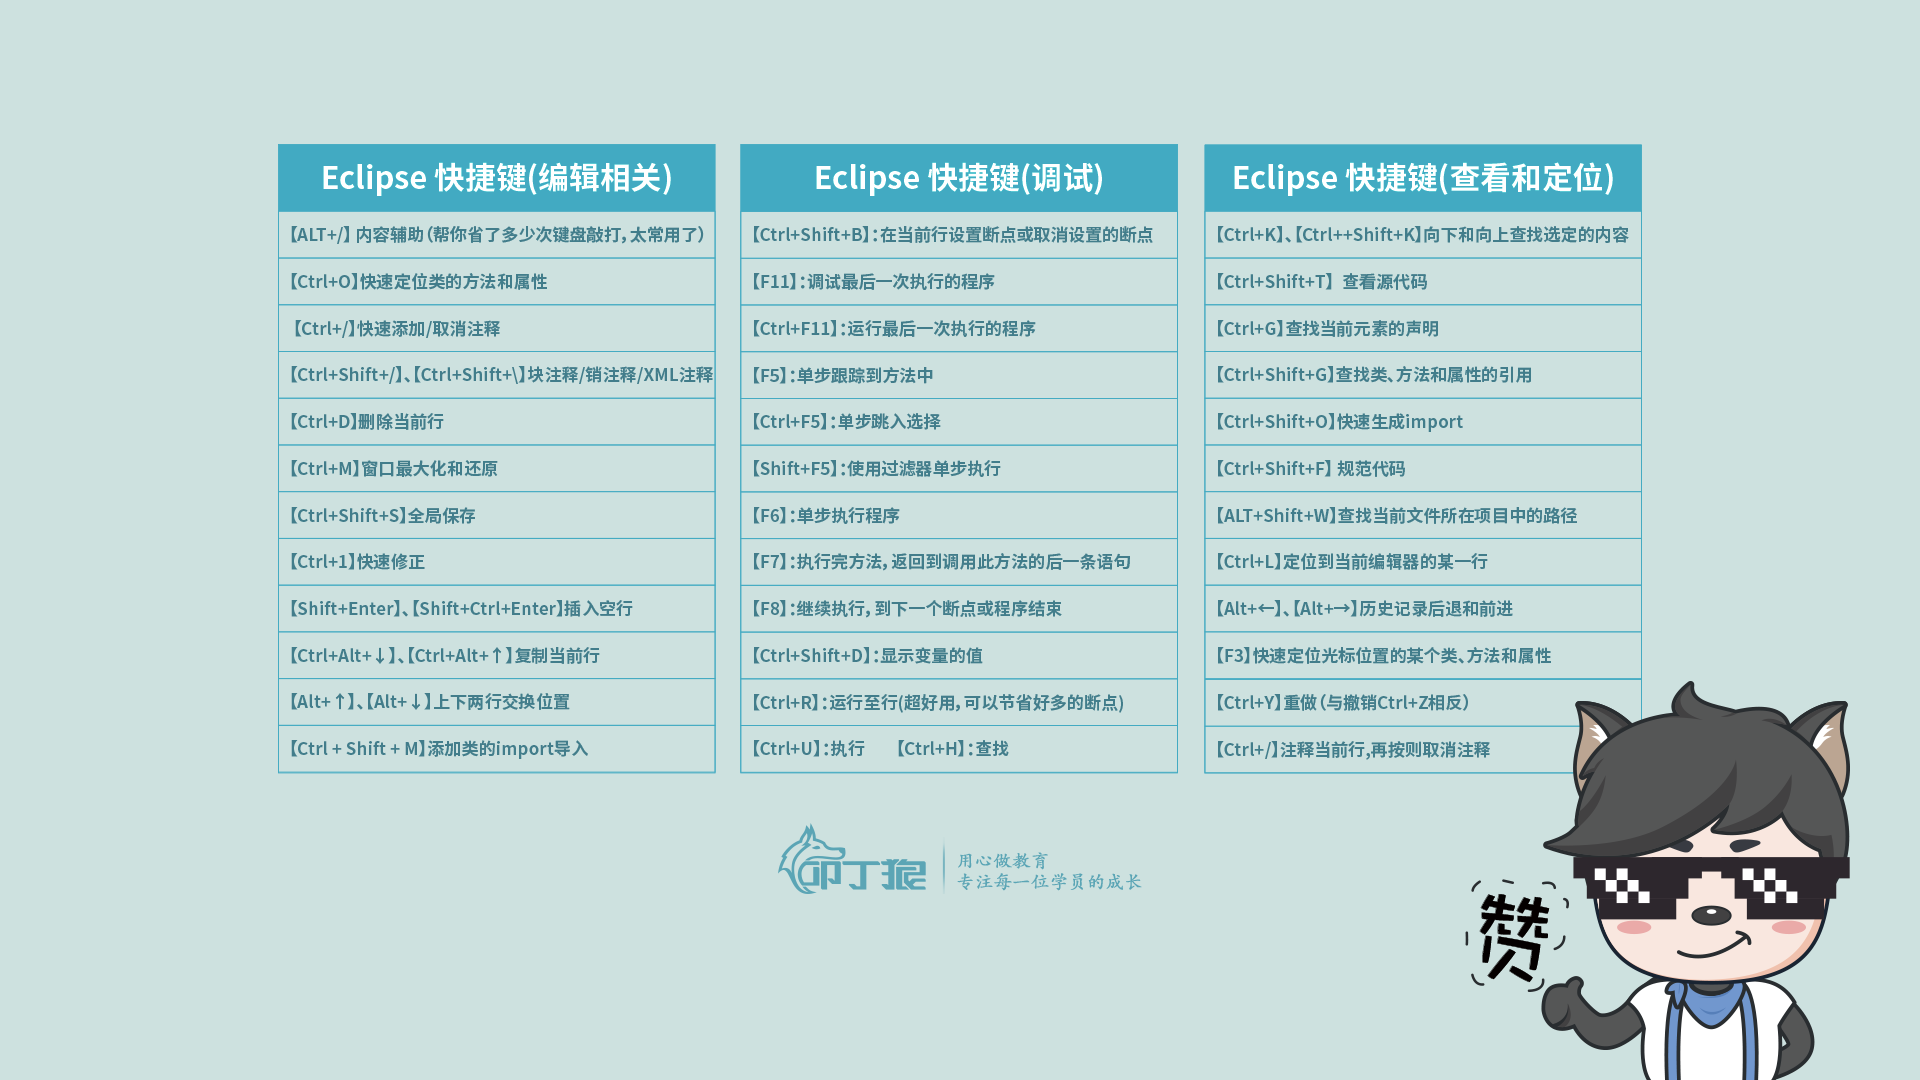 Eclipse 快捷键(编辑相关)
【ALT+/】 内容辅助（帮你省了多少次键盘敲打，太常用了）
【Ctrl+O】快速定位类的方法和属性
【Ctrl+/】快速添加/取消注释
【Ctrl+Shift+/】、【Ctrl+Shift+\】块注释/销注释/XML注释
【Ctrl+D】删除当前行
【Ctrl+M】窗口最大化和还原
【Ctrl+Shift+S】全局保存
【Ctrl+1】快速修正
【Shift+Enter】、【Shift+Ctrl+Enter】插入空行
【Ctrl+Alt+↓】、【Ctrl+Alt+↑】复制当前行
【Alt+↑】、【Alt+↓】上下两行交换位置
【Ctrl + Shift + M】添加类的import导入
Eclipse 快捷键(调试)
【Ctrl+Shift+B】：在当前行设置断点或取消设置的断点
【F11】：调试最后一次执行的程序
【Ctrl+F11】：运行最后一次执行的程序
【F5】：单步跟踪到方法中
【Ctrl+F5】：单步跳入选择
【Shift+F5】：使用过滤器单步执行
【F6】：单步执行程序
【F7】：执行完方法，返回到调用此方法的后一条语句
【F8】：继续执行，到下一个断点或程序结束
【Ctrl+Shift+D】：显示变量的值
【Ctrl+R】：运行至行(超好用，可以节省好多的断点)
【Ctrl+U】：执行 【Ctrl+H】：查找
Eclipse 快捷键(查看和定位)
【Ctrl+K】、【Ctrl++Shift+K】向下和向上查找选定的内容
【Ctrl+Shift+T】 查看源代码
【Ctrl+G】查找当前元素的声明
【Ctrl+Shift+G】查找类、方法和属性的引用
【Ctrl+Shift+O】快速生成import
【Ctrl+Shift+F】 规范代码
【ALT+Shift+W】查找当前文件所在项目中的路径
【Ctrl+L】定位到当前编辑器的某一行
【Alt+←】、【Alt+→】历史记录后退和前进
【F3】快速定位光标位置的某个类、方法和属性
【Ctrl+Y】重做（与撤销Ctrl+Z相反）
【Ctrl+/】注释当前行,再按则取消注释
叩丁狼
用心做教育
专注每一位学员的成长
赞